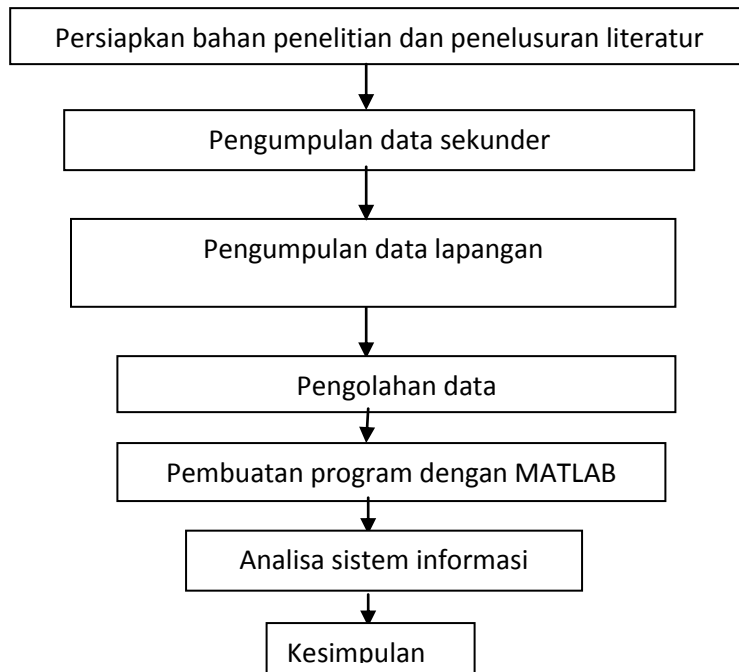 Persiapkan bahan penelitian dan penelusuran literatur
Pengumpulan data sekunder
Pengumpulan data lapangan
Pengolahan data
Pembuatan program dengan MATLAB
Analisa sistem informasi
Kesimpulan